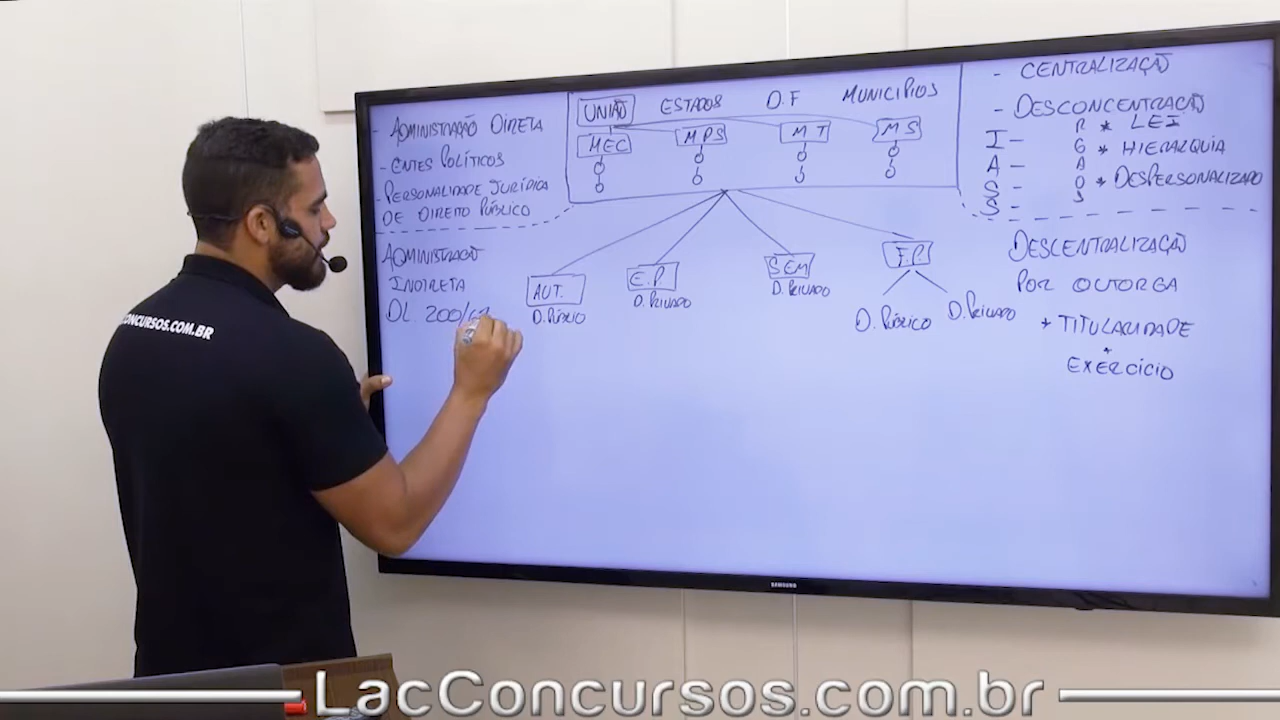 - ADMINISTRAÇÃO DIRETA
- ENTES POLÍTICOS
- PERSONALIDADE JURÍDICA
DE DIREITO PÚBLICO
UNIÃO ESTADOS D.F MUNICÍPIOS
MEC MPS MT MS
- CENTRALIZAÇÃO
- DESCONCENTRAÇÃO
I - R * LEI
A - G * HIERARQUIA
S - A
S - O * DESPERSONALIZADO
S
ADMINISTRAÇÃO
INDIRETA
DL. 200/67
AUT. E.P SEM F.P
D. PÚBLICO D. PRIVADO D. PRIVADO D. PÚBLICO D. PRIVADO
DESCENTRALIZAÇÃO
POR OUTORGA
+ TITULARIDADE
+
EXERCÍCIO
CONCURSOS.COM.BR
SAMSUNG
LacConcursos.com.br